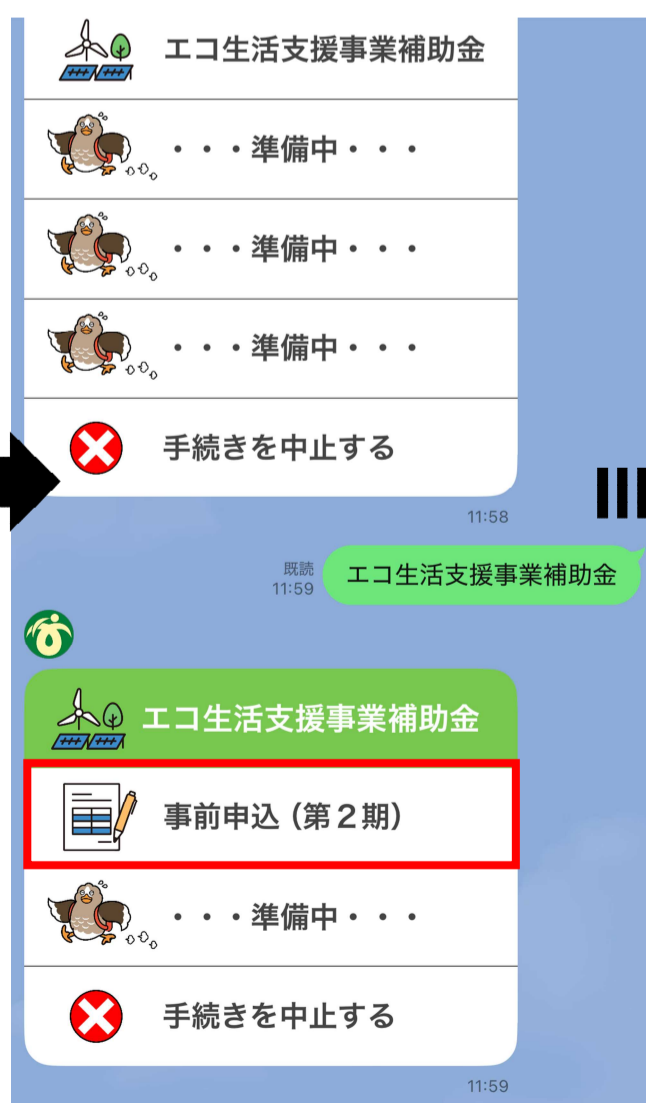 エコ生活支援事業補助金
・・・準備中・・・
・・・準備中・・・
・・・準備中・・・
手続きを中止する
11:58
既読
11:59
エコ生活支援事業補助金
エコ生活支援事業補助金
事前申込（第２期）
・・・準備中・・・
手続きを中止する
11:59